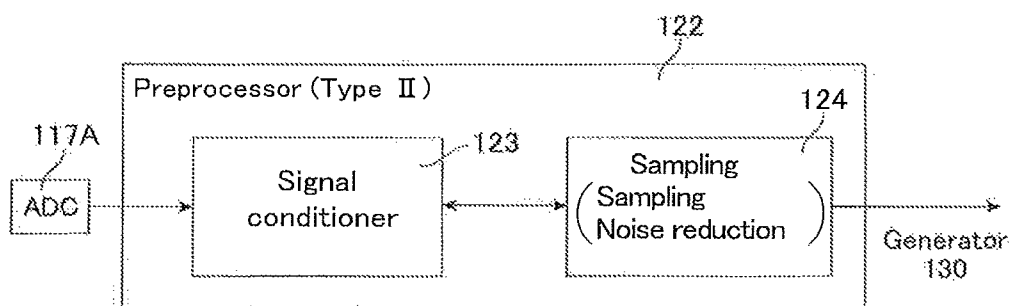 122
Preprocessor (Type Ⅱ)
124
117A
123
ADC
Signal
conditioner
Sampling
(Sampling
Noise reduction)
Generator
130